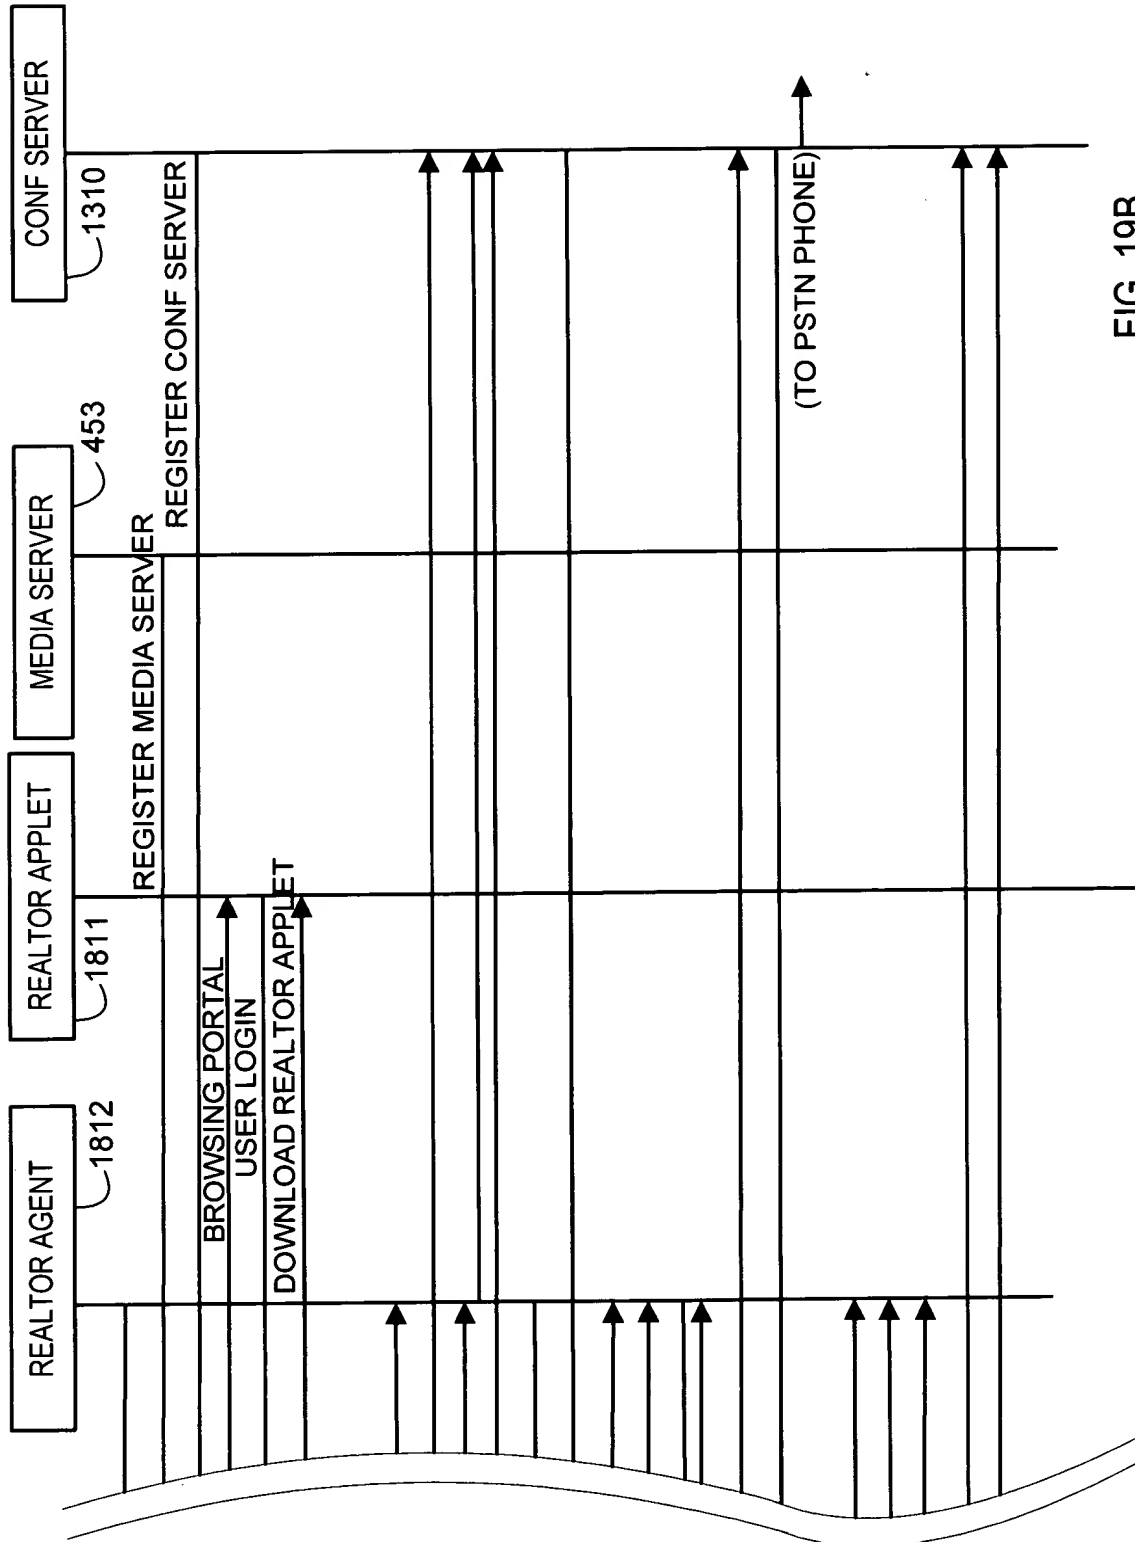 REALTOR AGENT
1812
REALTOR APPLET
1811
MEDIA SERVER
453
CONF SERVER
1310
REGISTER MEDIA SERVER
REGISTER CONF SERVER
BROWSING PORTAL
USER LOGIN
DOWNLOAD REALTOR APPLET
(TO PSTN PHONE)
FIG. 19B